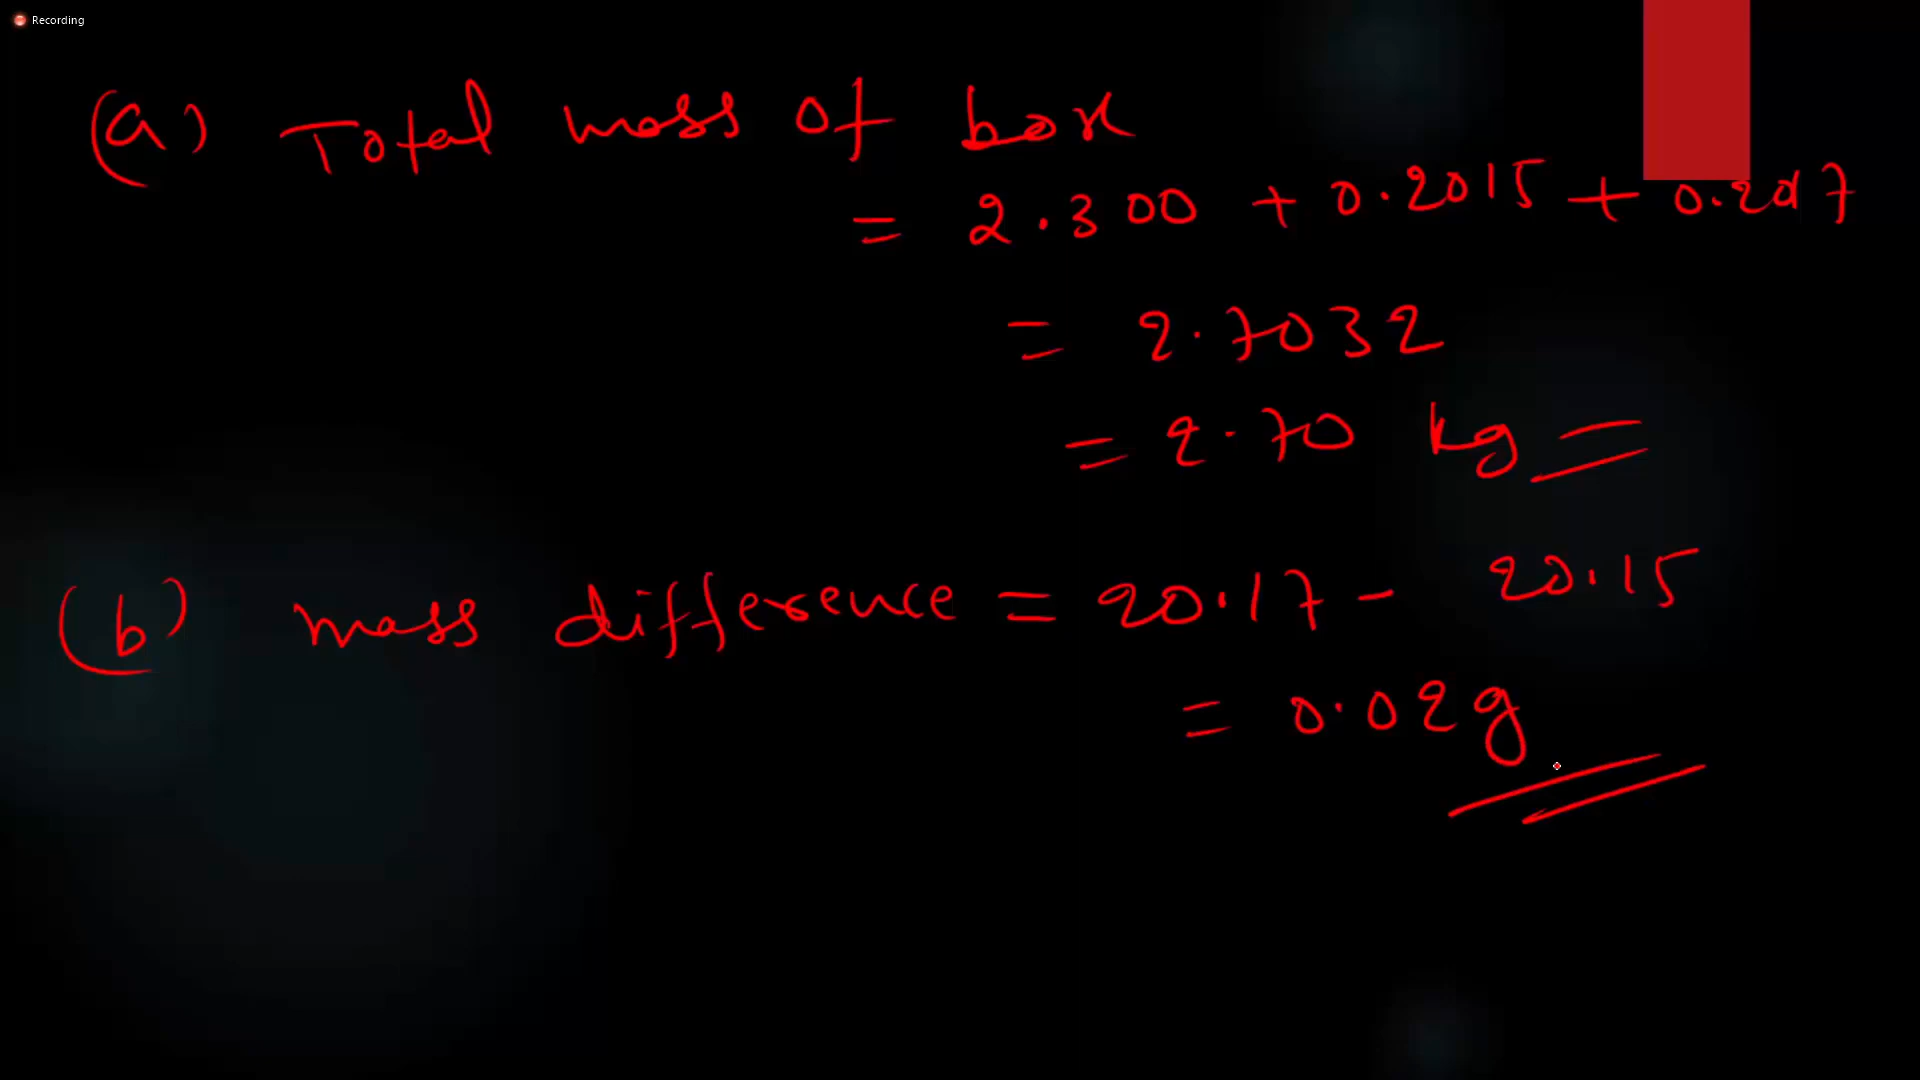 Recording
(a) Total mass of box
= 2.300 + 0.2015 + 0.2017
= 2.7032
= 2.70 kg
(b) mass difference = 20.17 - 20.15
= 0.02g